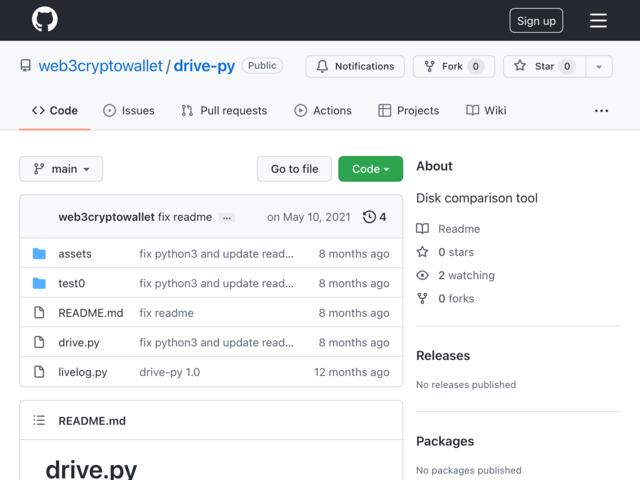 Sign up
web3cryptowallet / drive-py Public
Notifications Fork 0 Star 0
Code Issues Pull requests Actions Projects Wiki ...
main Go to file Code
web3cryptowallet fix readme ... on May 10, 2021 4
assets fix python3 and update read... 8 months ago
test0 fix python3 and update read... 8 months ago
README.md fix readme 8 months ago
drive.py fix python3 and update read... 8 months ago
livelog.py drive-py 1.0 12 months ago
README.md
drive.py
About
Disk comparison tool
Readme
0 stars
2 watching
0 forks
Releases
No releases published
Packages
No packages published